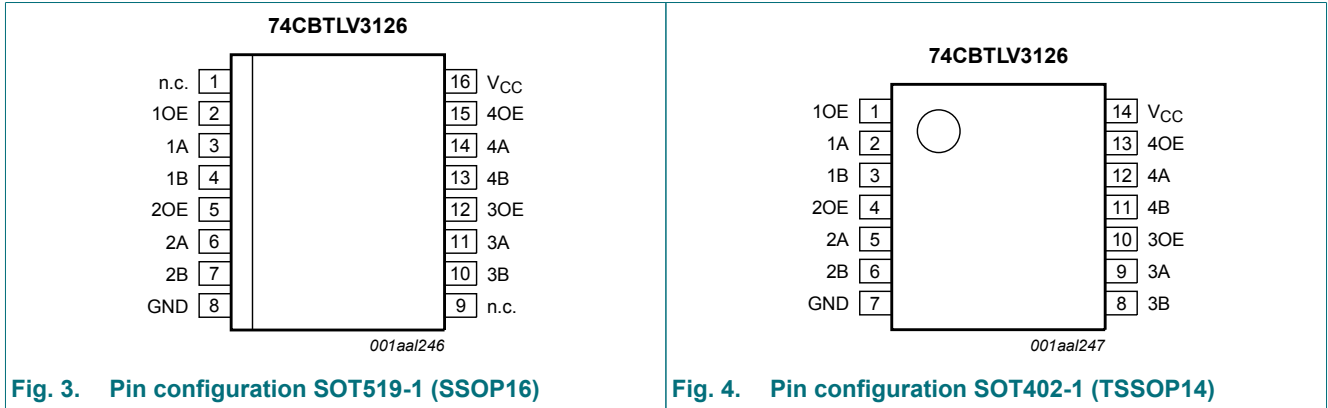 74CBTLV3126
n.c. 1
16 VCC
1OE 2
15 4OE
1A 3
14 4A
1B 4
13 4B
2OE 5
12 3OE
2A 6
11 3A
2B 7
10 3B
GND 8
9 n.c.
001aal246
Fig. 3. Pin configuration SOT519-1 (SSOP16)
74CBTLV3126
1OE 1
14 VCC
1A 2
13 4OE
1B 3
12 4A
2OE 4
11 4B
2A 5
10 3OE
2B 6
9 3A
GND 7
8 3B
001aal247
Fig. 4. Pin configuration SOT402-1 (TSSOP14)